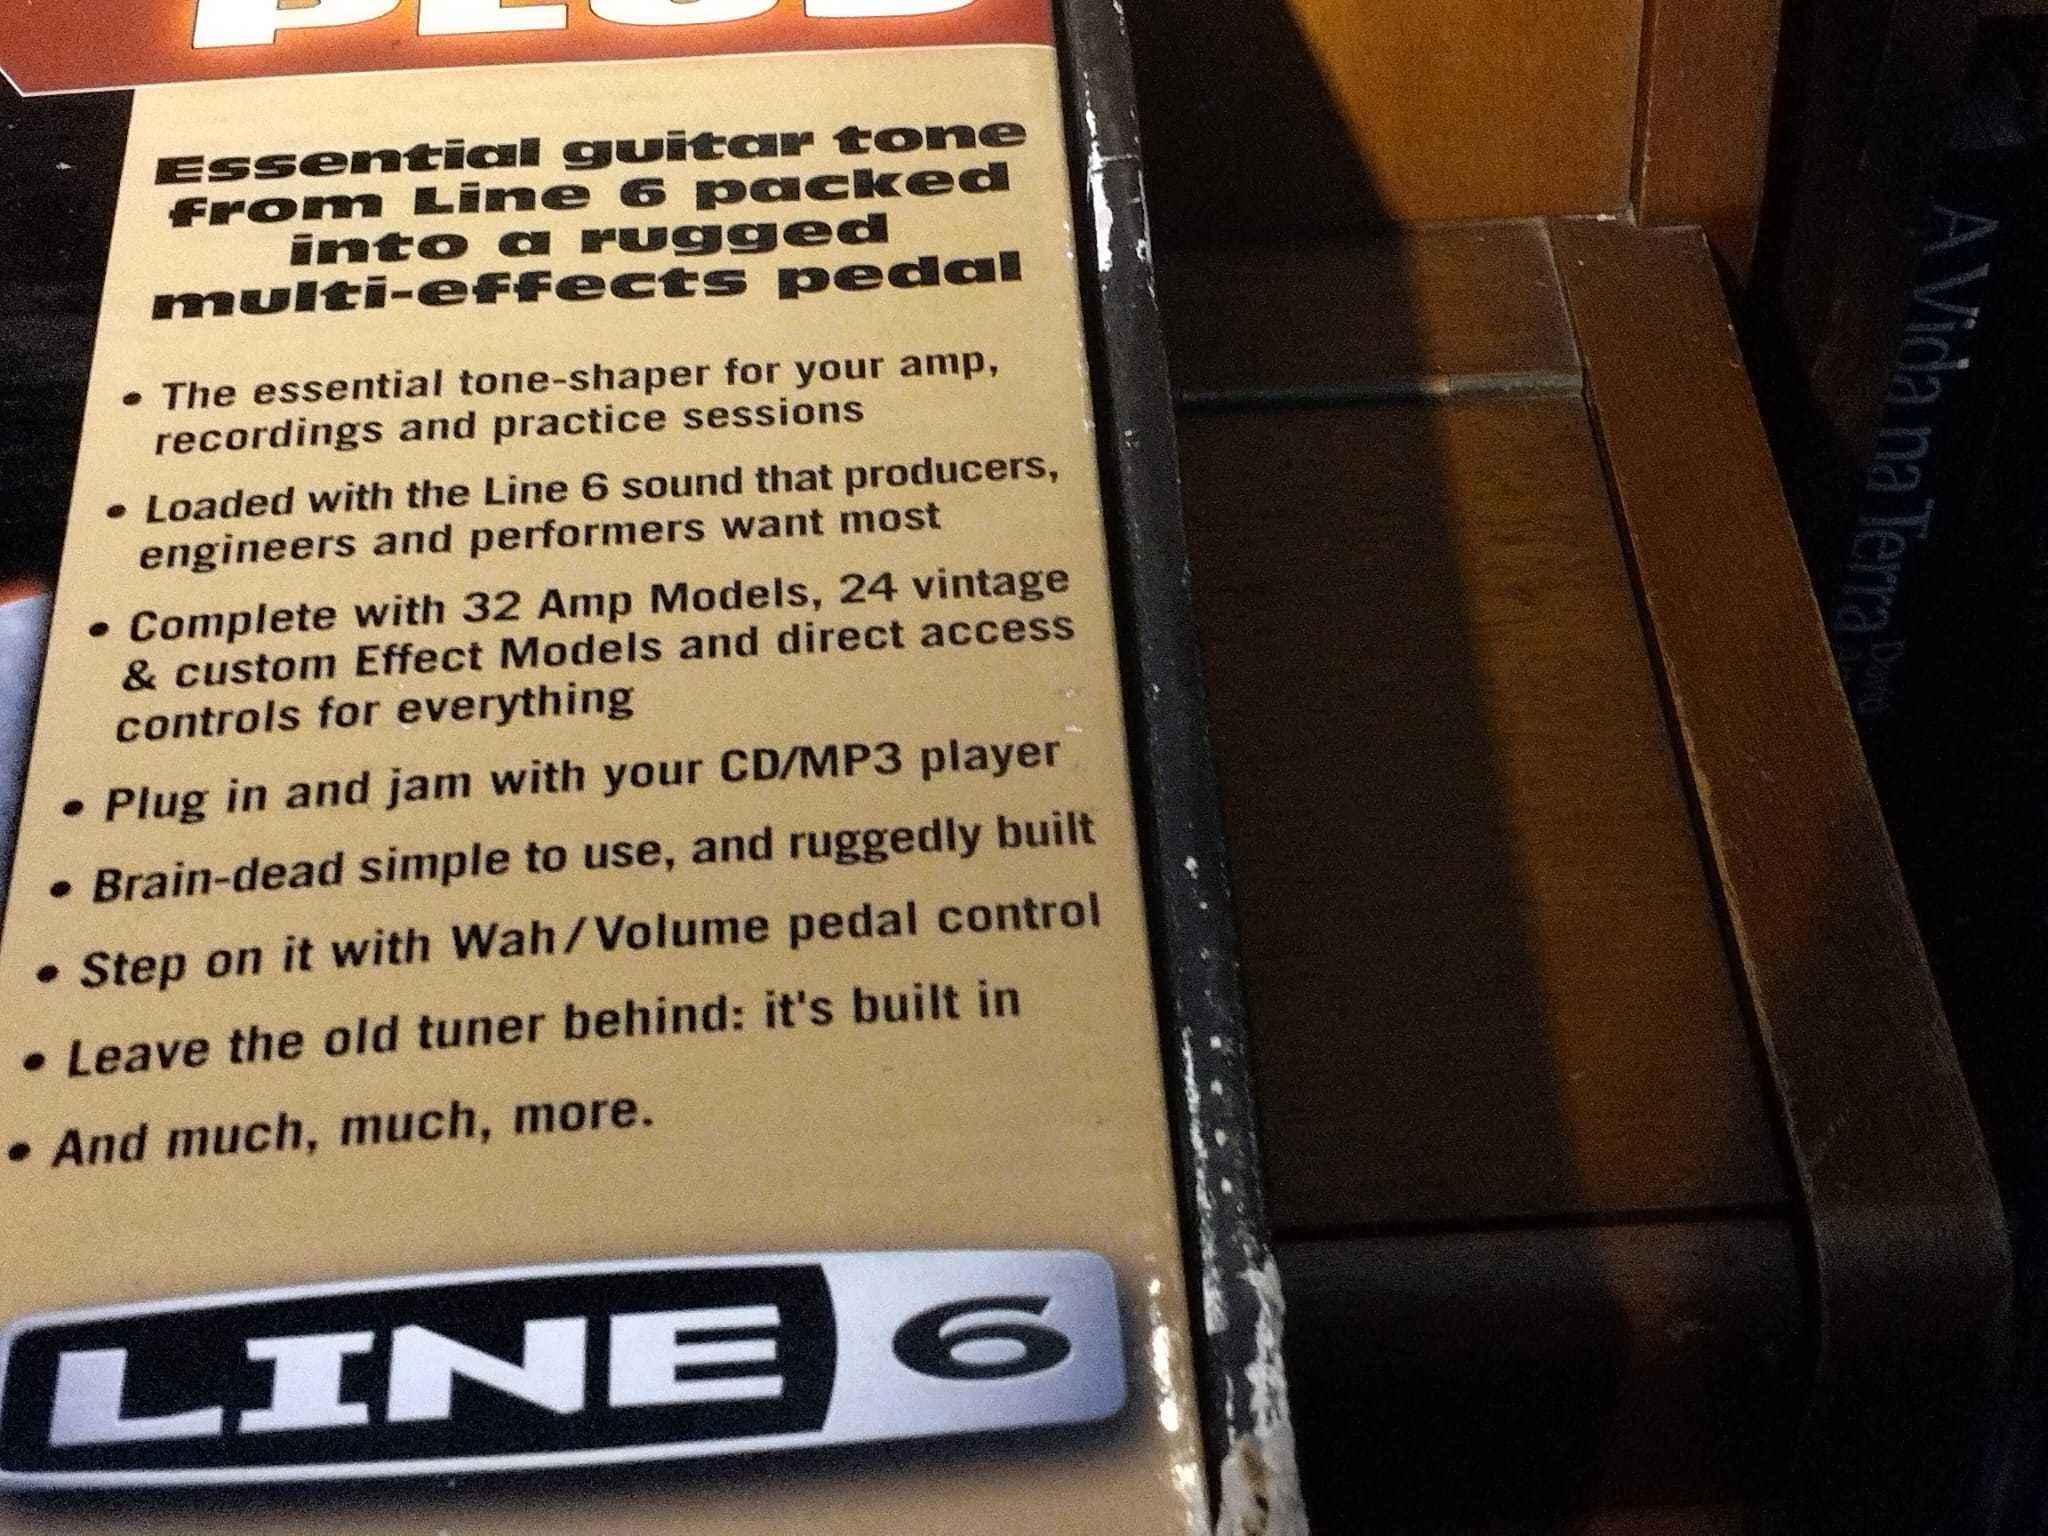 PLUS
Essential guitar tone
from Line 6 packed
into a rugged
multi-effects pedal
• The essential tone-shaper for your amp,
recordings and practice sessions
• Loaded with the Line 6 sound that producers,
engineers and performers want most
• Complete with 32 Amp Models, 24 vintage
& custom Effect Models and direct access
controls for everything
• Plug in and jam with your CD/MP3 player
• Brain-dead simple to use, and ruggedly built
• Step on it with Wah/Volume pedal control
• Leave the old tuner behind: it's built in
• And much, much, more.
LINE 6
A Vida na Terra